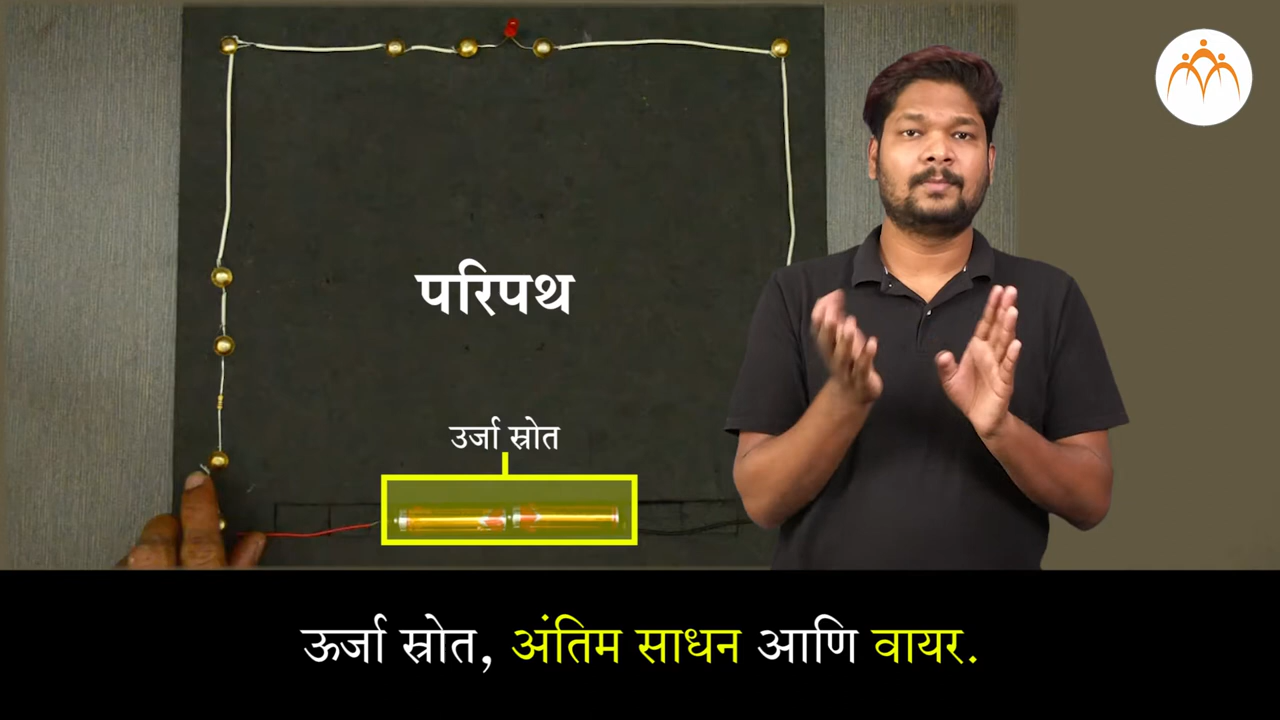 परिपथ
उर्जा स्रोत
ऊर्जा स्रोत, अंतिम साधन आणि वायर.